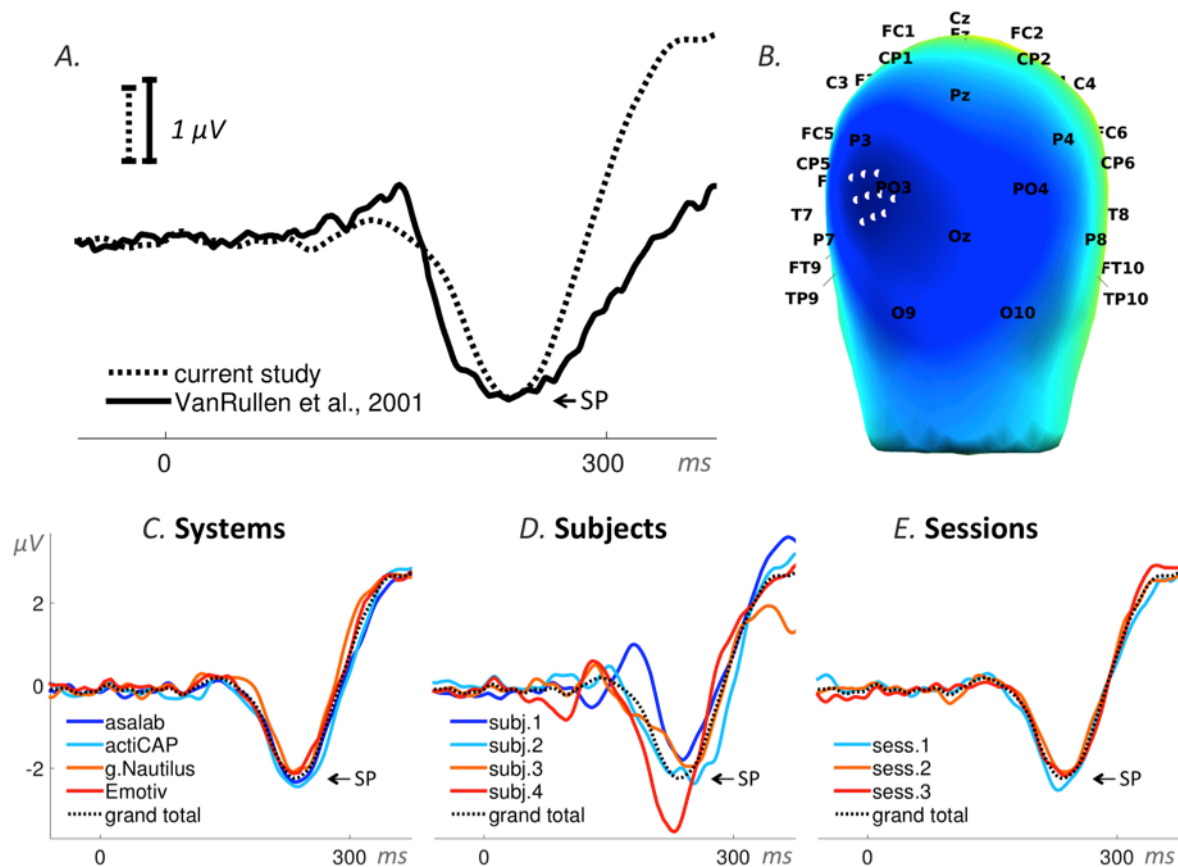 A.
1 μV
current study
VanRullen et al., 2001
←SP
0 300 ms
B.
Cz
Fz
FC1 FC2
CP1 CP2
C3 C4
Pz
FC5 FC6
P3 P4
CP5 CP6
F
PO3 PO4
T7 T8
P7 Oz P8
FT9 FT10
TP9 TP10
O9 O10
C. Systems
μV
2
0
-2
asalab
actiCAP
g.Nautilus
Emotiv
grand total
←SP
0 300 ms
D. Subjects
subj.1
subj.2
subj.3
subj.4
grand total
←SP
0 300 ms
E. Sessions
sess.1
sess.2
sess.3
grand total
←SP
0 300 ms